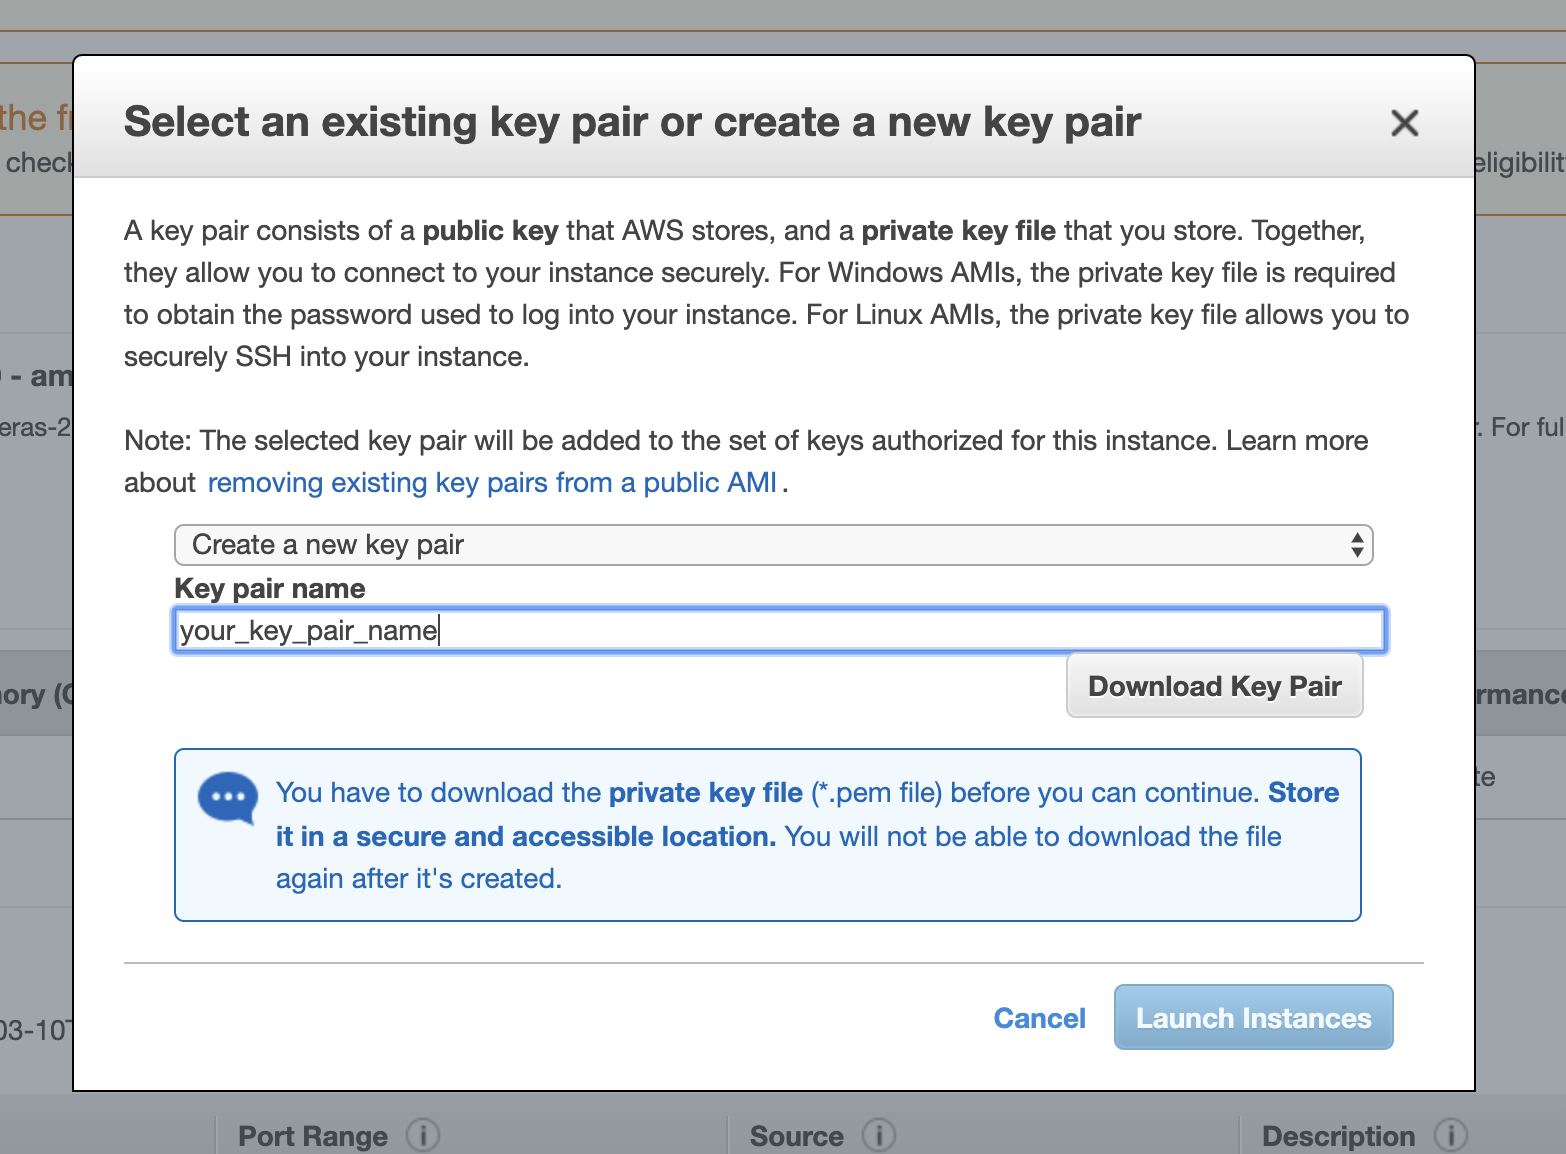 the fr
Select an existing key pair or create a new key pair
check
eligibilit
A key pair consists of a public key that AWS stores, and a private key file that you store. Together,
they allow you to connect to your instance securely. For Windows AMIs, the private key file is required
to obtain the password used to log into your instance. For Linux AMIs, the private key file allows you to
securely SSH into your instance.
- am
eras-2
. For ful
Note: The selected key pair will be added to the set of keys authorized for this instance. Learn more
about removing existing key pairs from a public AMI.
Create a new key pair
Key pair name
your_key_pair_name
Download Key Pair
ory (
rmance
You have to download the private key file (*.pem file) before you can continue. Store
it in a secure and accessible location. You will not be able to download the file
again after it's created.
te
03-10T
Cancel
Launch Instances
Port Range
Source
Description